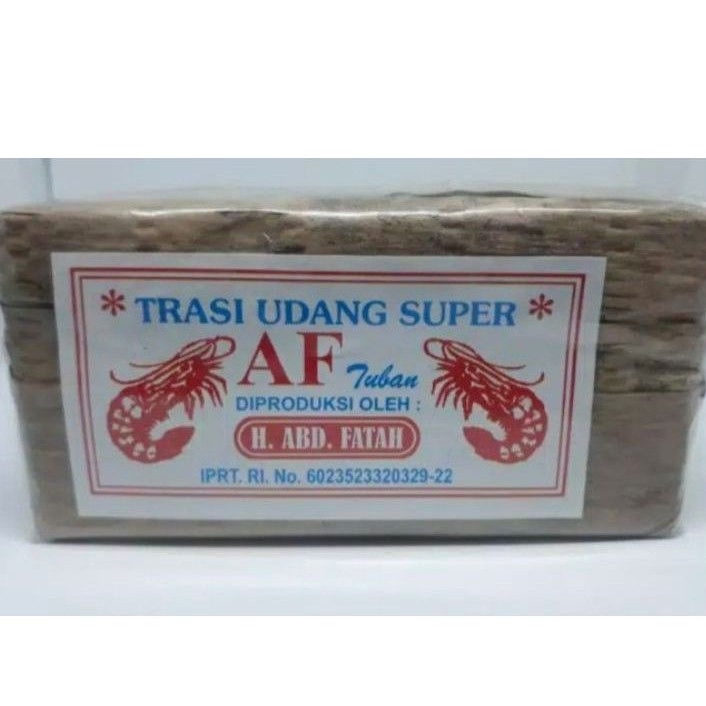 * TRASI UDANG SUPER *
AF Tuban
DIPRODUKSI OLEH :
H. ABD. FATAH
IPRT. RI. No. 6023523320329-22